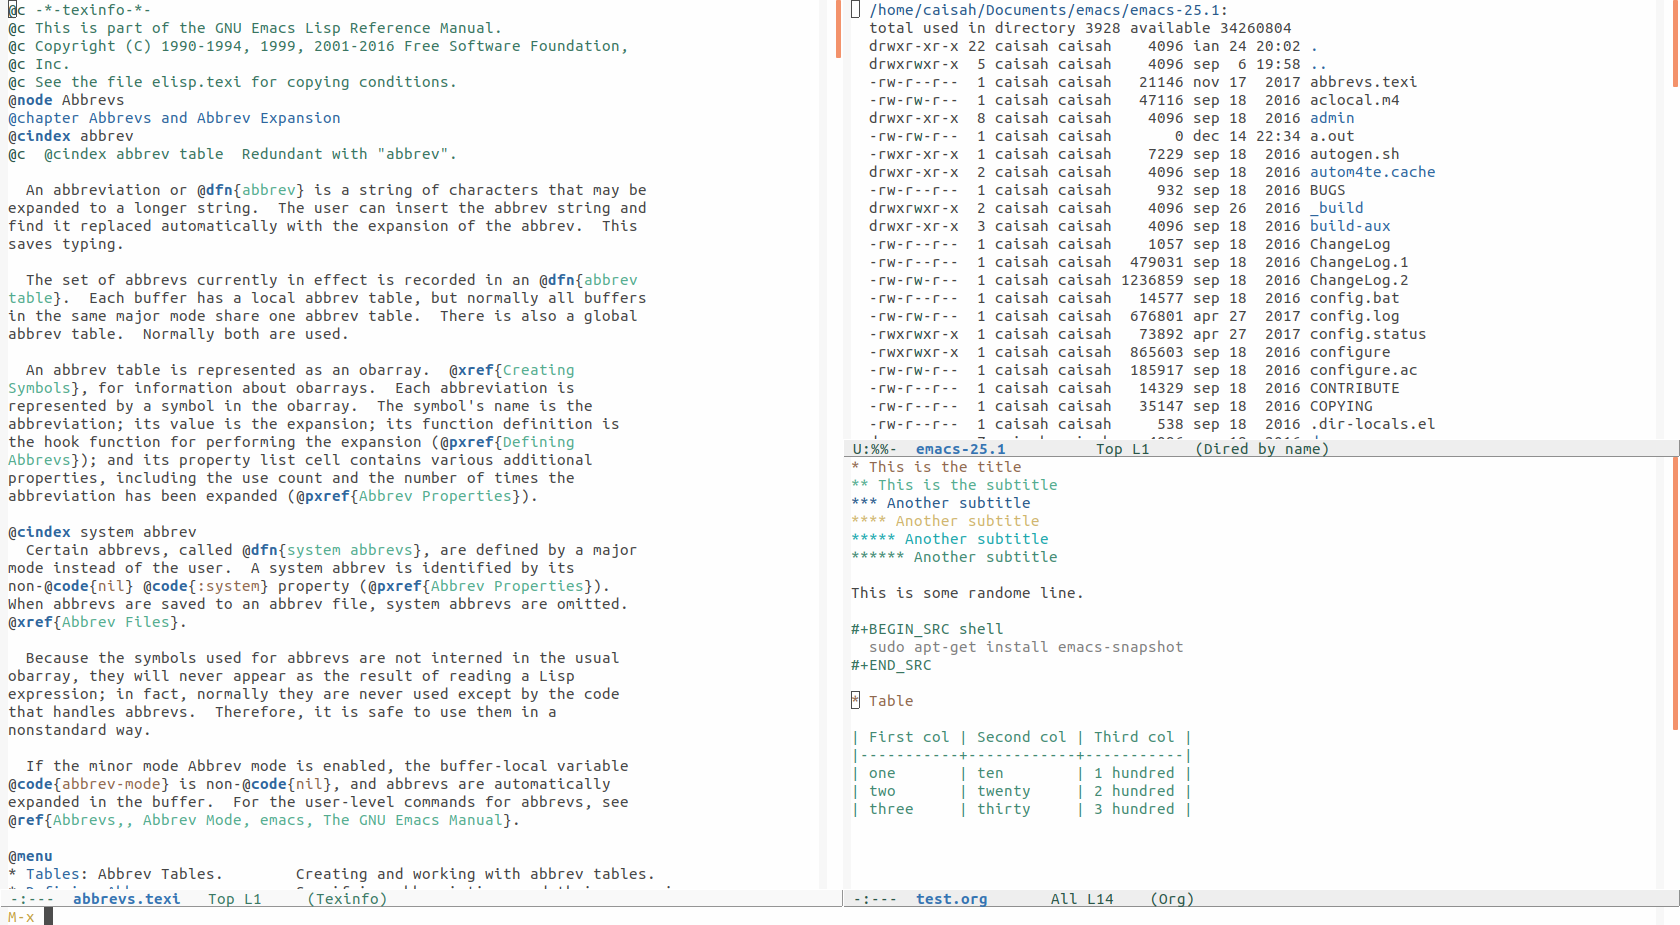 @c -*-texinfo-*-
@c This is part of the GNU Emacs Lisp Reference Manual.
@c Copyright (C) 1990-1994, 1999, 2001-2016 Free Software Foundation,
@c Inc.
@c See the file elisp.texi for copying conditions.
@node Abbrevs
@chapter Abbrevs and Abbrev Expansion
@cindex abbrev
@c  @cindex abbrev table  Redundant with "abbrev".

  An abbreviation or @dfn{abbrev} is a string of characters that may be
expanded to a longer string.  The user can insert the abbrev string and
find it replaced automatically with the expansion of the abbrev.  This
saves typing.

  The set of abbrevs currently in effect is recorded in an @dfn{abbrev
table}.  Each buffer has a local abbrev table, but normally all buffers
in the same major mode share one abbrev table.  There is also a global
abbrev table.  Normally both are used.

  An abbrev table is represented as an obarray.  @xref{Creating
Symbols}, for information about obarrays.  Each abbreviation is
represented by a symbol in the obarray.  The symbol's name is the
abbreviation; its value is the expansion; its function definition is
the hook function for performing the expansion (@pxref{Defining
Abbrevs}); and its property list cell contains various additional
properties, including the use count and the number of times the
abbreviation has been expanded (@pxref{Abbrev Properties}).

@cindex system abbrev
  Certain abbrevs, called @dfn{system abbrevs}, are defined by a major
mode instead of the user.  A system abbrev is identified by its
non-@code{nil} @code{:system} property (@pxref{Abbrev Properties}).
When abbrevs are saved to an abbrev file, system abbrevs are omitted.
@xref{Abbrev Files}.

  Because the symbols used for abbrevs are not interned in the usual
obarray, they will never appear as the result of reading a Lisp
expression; in fact, normally they are never used except by the code
that handles abbrevs.  Therefore, it is safe to use them in a
nonstandard way.

  If the minor mode Abbrev mode is enabled, the buffer-local variable
@code{abbrev-mode} is non-@code{nil}, and abbrevs are automatically
expanded in the buffer.  For the user-level commands for abbrevs, see
@ref{Abbrevs,, Abbrev Mode, emacs, The GNU Emacs Manual}.

@menu
* Tables: Abbrev Tables.        Creating and working with abbrev tables.
-:---  abbrevs.texi   Top L1     (Texinfo)
M-x
/home/caisah/Documents/emacs/emacs-25.1:
total used in directory 3928 available 34260804
drwxr-xr-x 22 caisah caisah    4096 ian 24 20:02 .
drwxrwxr-x  5 caisah caisah    4096 sep  6 19:58 ..
-rw-r--r--  1 caisah caisah   21146 nov 17  2017 abbrevs.texi
-rw-rw-r--  1 caisah caisah   47116 sep 18  2016 aclocal.m4
drwxr-xr-x  8 caisah caisah    4096 sep 18  2016 admin
-rw-rw-r--  1 caisah caisah       0 dec 14 22:34 a.out
-rwxr-xr-x  1 caisah caisah    7229 sep 18  2016 autogen.sh
drwxr-xr-x  2 caisah caisah    4096 sep 18  2016 autom4te.cache
-rw-r--r--  1 caisah caisah     932 sep 18  2016 BUGS
drwxrwxr-x  2 caisah caisah    4096 sep 26  2016 _build
drwxr-xr-x  3 caisah caisah    4096 sep 18  2016 build-aux
-rw-r--r--  1 caisah caisah    1057 sep 18  2016 ChangeLog
-rw-r--r--  1 caisah caisah  479031 sep 18  2016 ChangeLog.1
-rw-r--r--  1 caisah caisah 1236859 sep 18  2016 ChangeLog.2
-rw-r--r--  1 caisah caisah   14577 sep 18  2016 config.bat
-rw-rw-r--  1 caisah caisah  676801 apr 27  2017 config.log
-rwxrwxr-x  1 caisah caisah   73892 apr 27  2017 config.status
-rwxrwxr-x  1 caisah caisah  865603 sep 18  2016 configure
-rw-rw-r--  1 caisah caisah  185917 sep 18  2016 configure.ac
-rw-r--r--  1 caisah caisah   14329 sep 18  2016 CONTRIBUTE
-rw-r--r--  1 caisah caisah   35147 sep 18  2016 COPYING
-rw-r--r--  1 caisah caisah     538 sep 18  2016 .dir-locals.el
U:%%-  emacs-25.1          Top L1     (Dired by name)
* This is the title
** This is the subtitle
*** Another subtitle
**** Another subtitle
***** Another subtitle
****** Another subtitle

This is some randome line.

#+BEGIN_SRC shell
  sudo apt-get install emacs-snapshot
#+END_SRC

* Table

| First col | Second col | Third col |
|-----------+------------+-----------|
| one       | ten        | 1 hundred |
| two       | twenty     | 2 hundred |
| three     | thirty     | 3 hundred |
-:---  test.org       All L14    (Org)